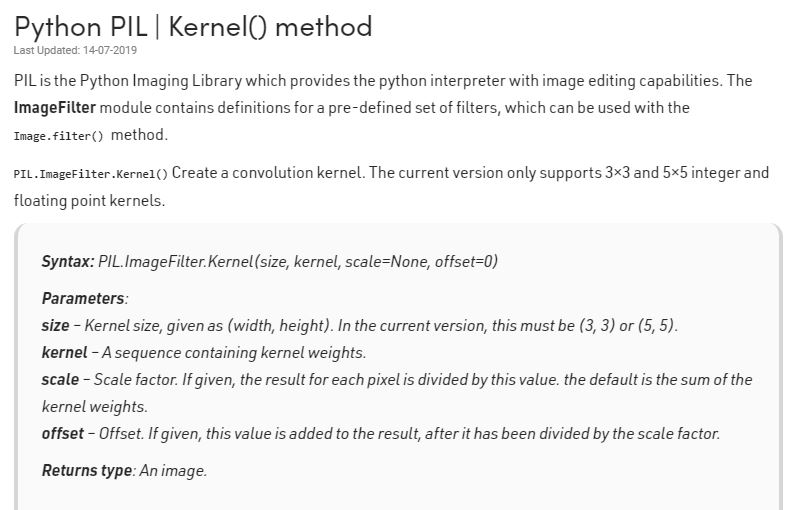 Python PIL | Kernel() method
Last Updated: 14-07-2019
PIL is the Python Imaging Library which provides the python interpreter with image editing capabilities. The
ImageFilter module contains definitions for a pre-defined set of filters, which can be used with the
Image.filter() method.
PIL.ImageFilter.Kernel() Create a convolution kernel. The current version only supports 3×3 and 5×5 integer and
floating point kernels.
Syntax: PIL.ImageFilter.Kernel(size, kernel, scale=None, offset=0)
Parameters:
size – Kernel size, given as (width, height). In the current version, this must be (3, 3) or (5, 5).
kernel – A sequence containing kernel weights.
scale – Scale factor. If given, the result for each pixel is divided by this value. the default is the sum of the
kernel weights.
offset – Offset. If given, this value is added to the result, after it has been divided by the scale factor.
Returns type: An image.